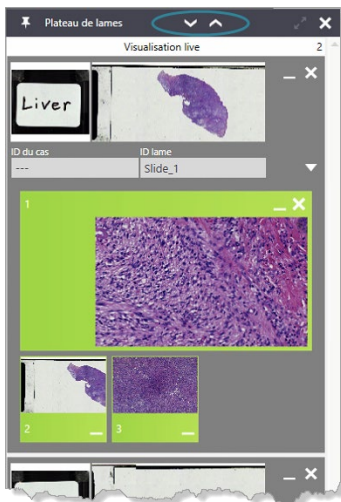 Plateau de lames
Visualisation live 2
Liver
ID du cas ID lame
--- Slide_1
1
2 3